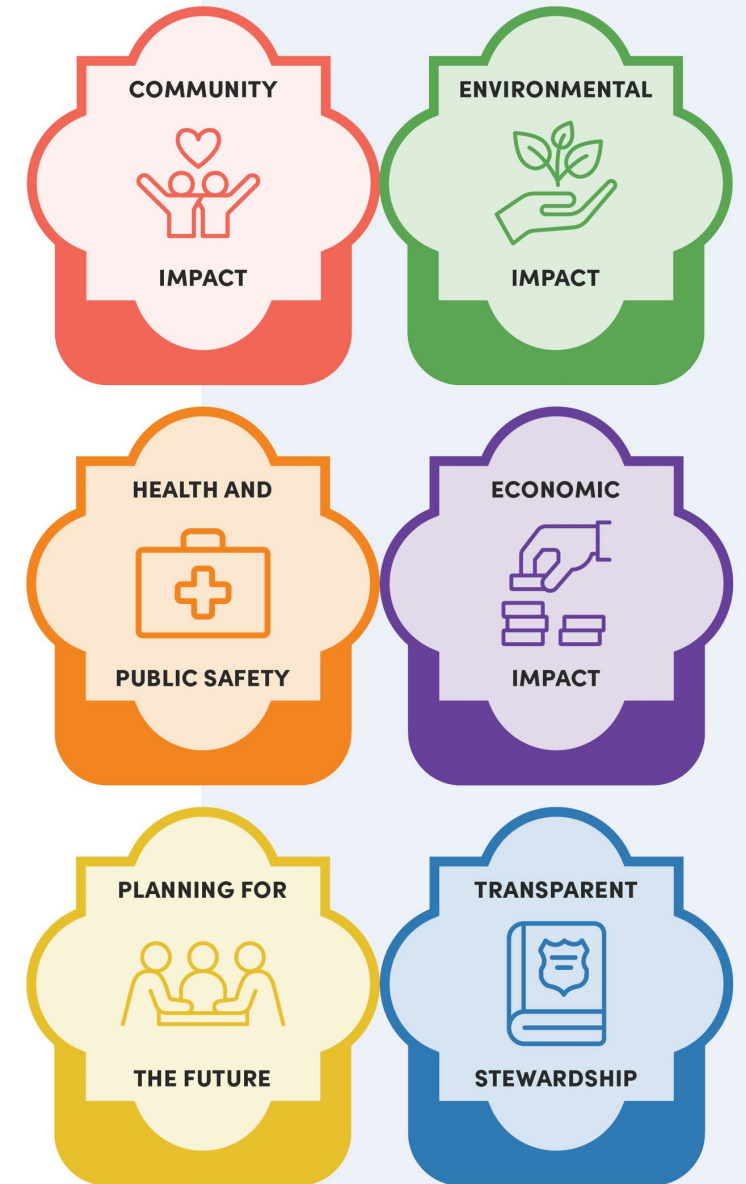 COMMUNITY
IMPACT
ENVIRONMENTAL
IMPACT
HEALTH AND
PUBLIC SAFETY
ECONOMIC
IMPACT
PLANNING FOR
THE FUTURE
TRANSPARENT
STEWARDSHIP